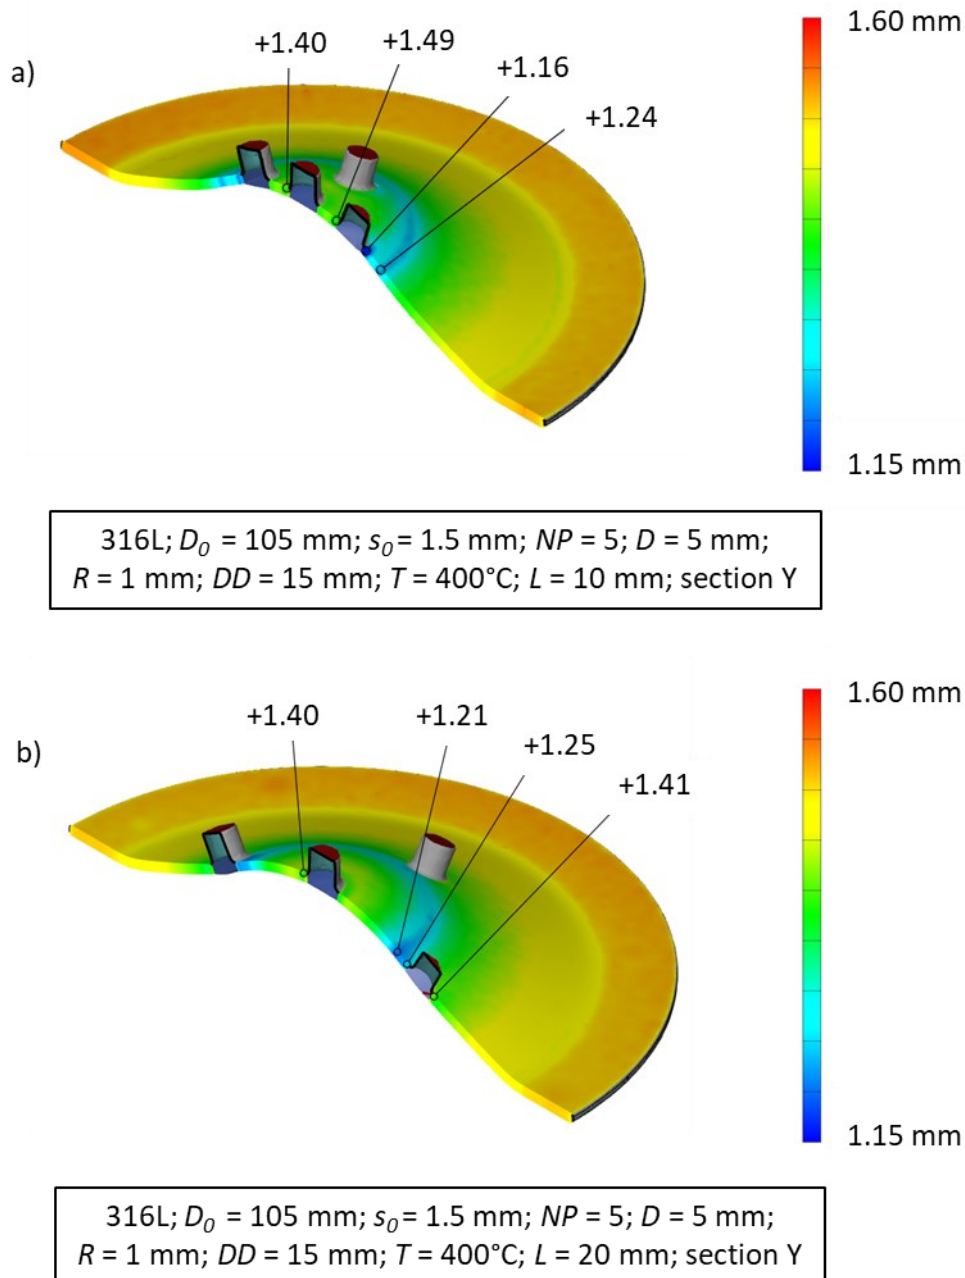 +1.40
+1.49
+1.16
+1.24
1.60 mm
a)
1.15 mm
316L; D₀ = 105 mm; s₀ = 1.5 mm; NP = 5; D = 5 mm;
R = 1 mm; DD = 15 mm; T = 400°C; L = 10 mm; section Y
1.60 mm
+1.40
+1.21
b)
+1.25
+1.41
1.15 mm
316L; D₀ = 105 mm; s₀ = 1.5 mm; NP = 5; D = 5 mm;
R = 1 mm; DD = 15 mm; T = 400°C; L = 20 mm; section Y